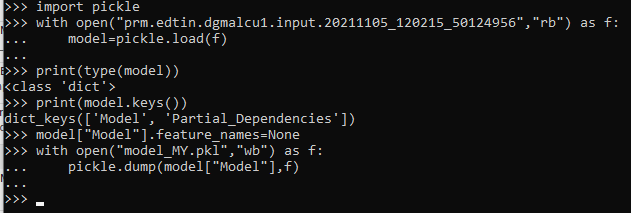 >>> import pickle
>>> with open("prm.edtin.dgmalcu1.input.20211105_120215_50124956","rb") as f:
...     model=pickle.load(f)
...
>>> print(type(model))
<class 'dict'>
>>> print(model.keys())
dict_keys(['Model', 'Partial_Dependencies'])
>>> model["Model"].feature_names=None
>>> with open("model_MY.pkl","wb") as f:
...     pickle.dump(model["Model"],f)
...
>>>